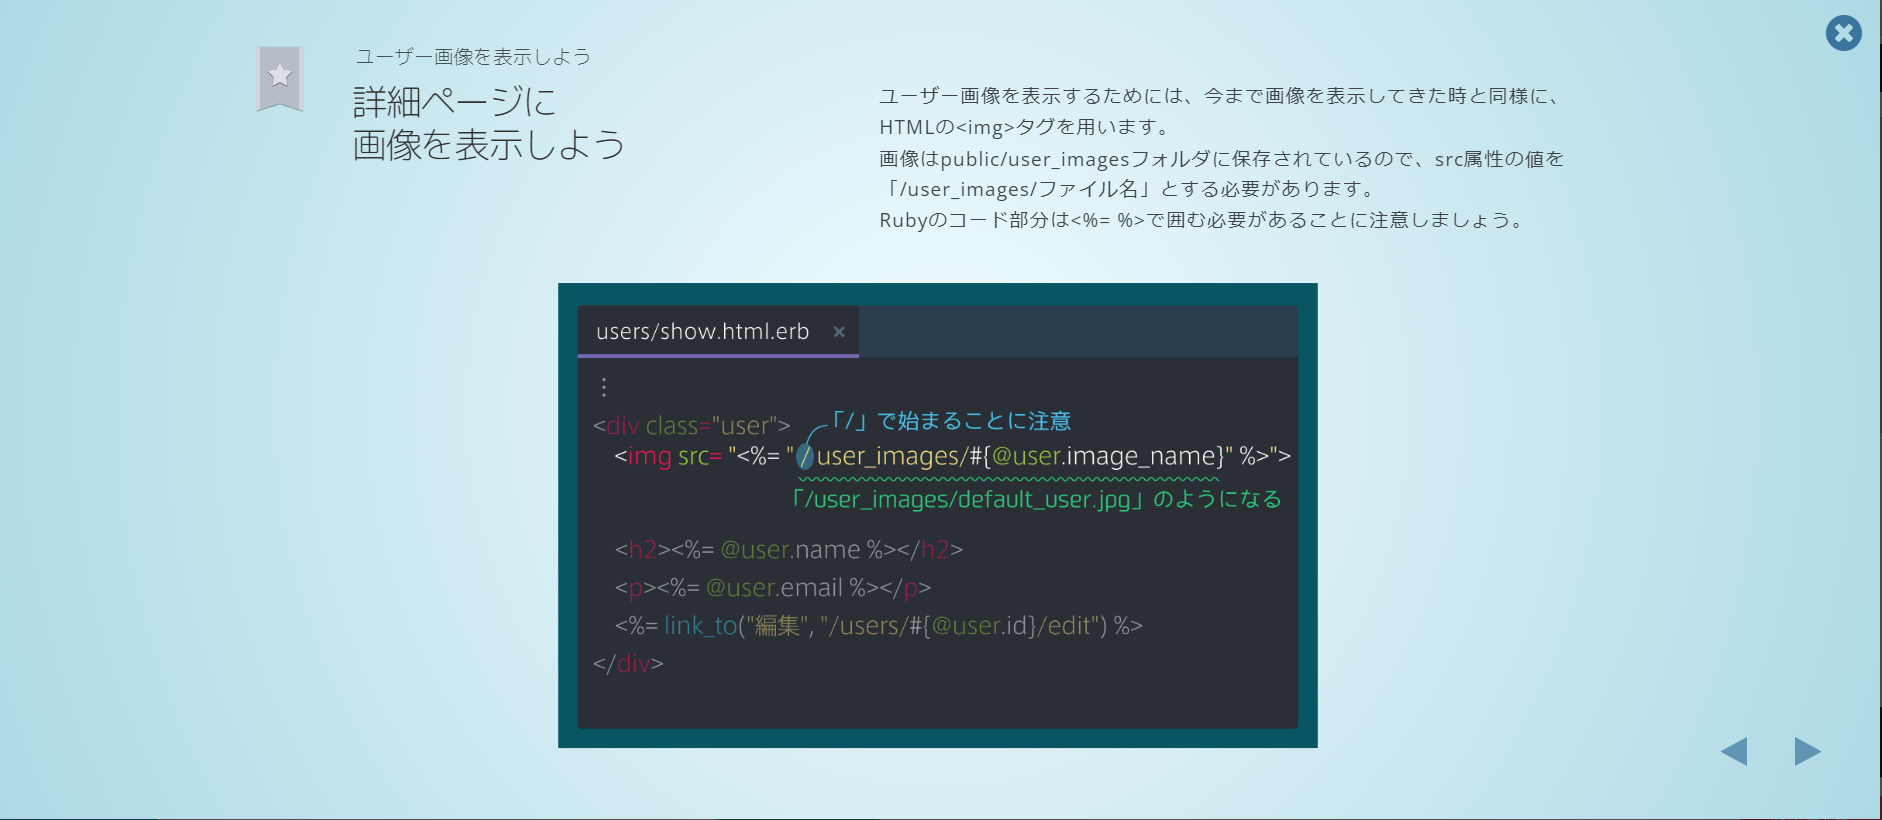 ユーザー画像を表示しよう
詳細ページに
画像を表示しよう
ユーザー画像を表示するためには、今まで画像を表示してきた時と同様に、
HTMLの<img>タグを用います。
画像はpublic/user_imagesフォルダに保存されているので、src属性の値を
「/user_images/ファイル名」とする必要があります。
Rubyのコード部分は<%= %>で囲む必要があることに注意しましょう。
users/show.html.erb ×
⋮
「/」で始まることに注意
<div class="user">
<img src= "<%= "/user_images/#{@user.image_name}" %>">
「/user_images/default_user.jpg」のようになる
<h2><%= @user.name %></h2>
<p><%= @user.email %></p>
<%= link_to("編集", "/users/#{@user.id}/edit") %>
</div>